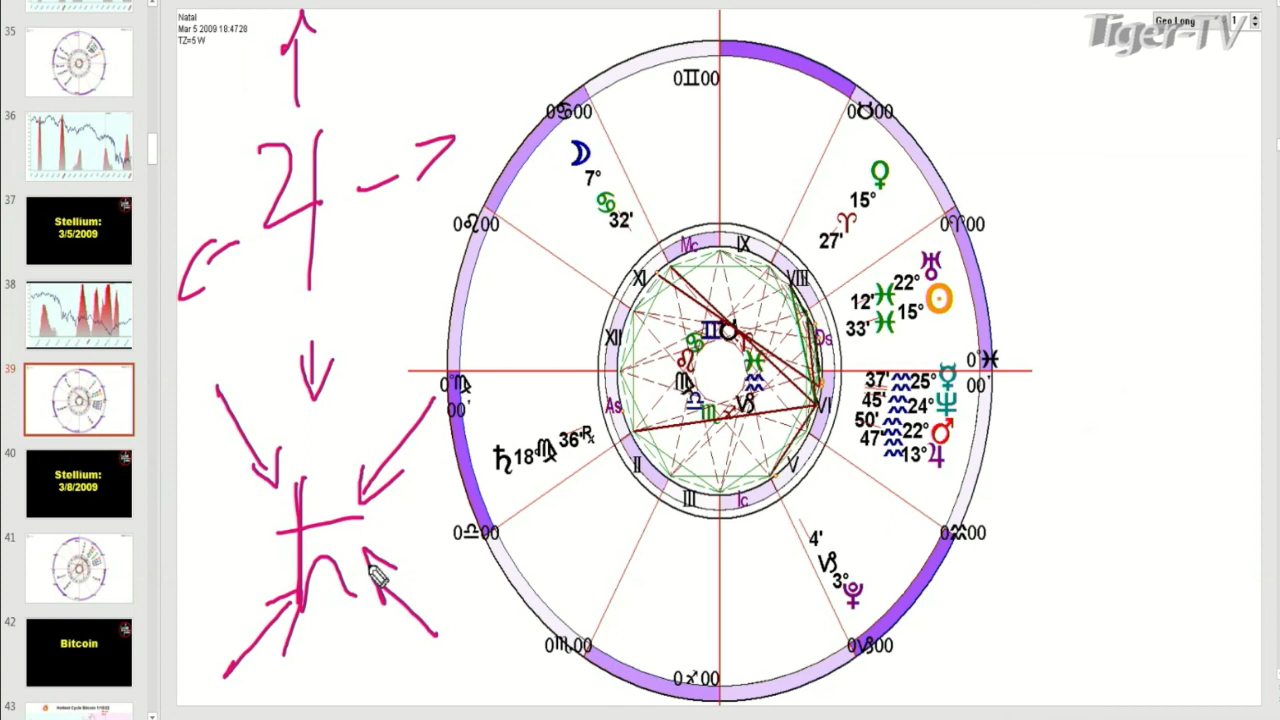 35
36
37
Stellium:
3/5/2009
38
39
40
Stellium:
3/8/2009
41
42
Bitcoin
43
Natal
Mar 5 2009 18:47:28
TZ=5 W
Geo Long
1
Tiger-TV
0♊00
0♋00
0♉00
☽
7°
♋
32'
♀
15°
♈
27'
0♌00
0♈00
♅
22°
♓
12'
☉
15°
♓
33'
Mc
IX
XI
VIII
XII
Ds
As
VI
II
V
III
Ic
0°♍
00'
0°♓
00'
37'♒25°☿
45'♒24°♆
50'♒22°♂
47'♒13°♃
♄18°♍36'℞
0♎00
0♒00
4'
♑
3°
♇
0♏00
0♑00
0♐00
♃
♄